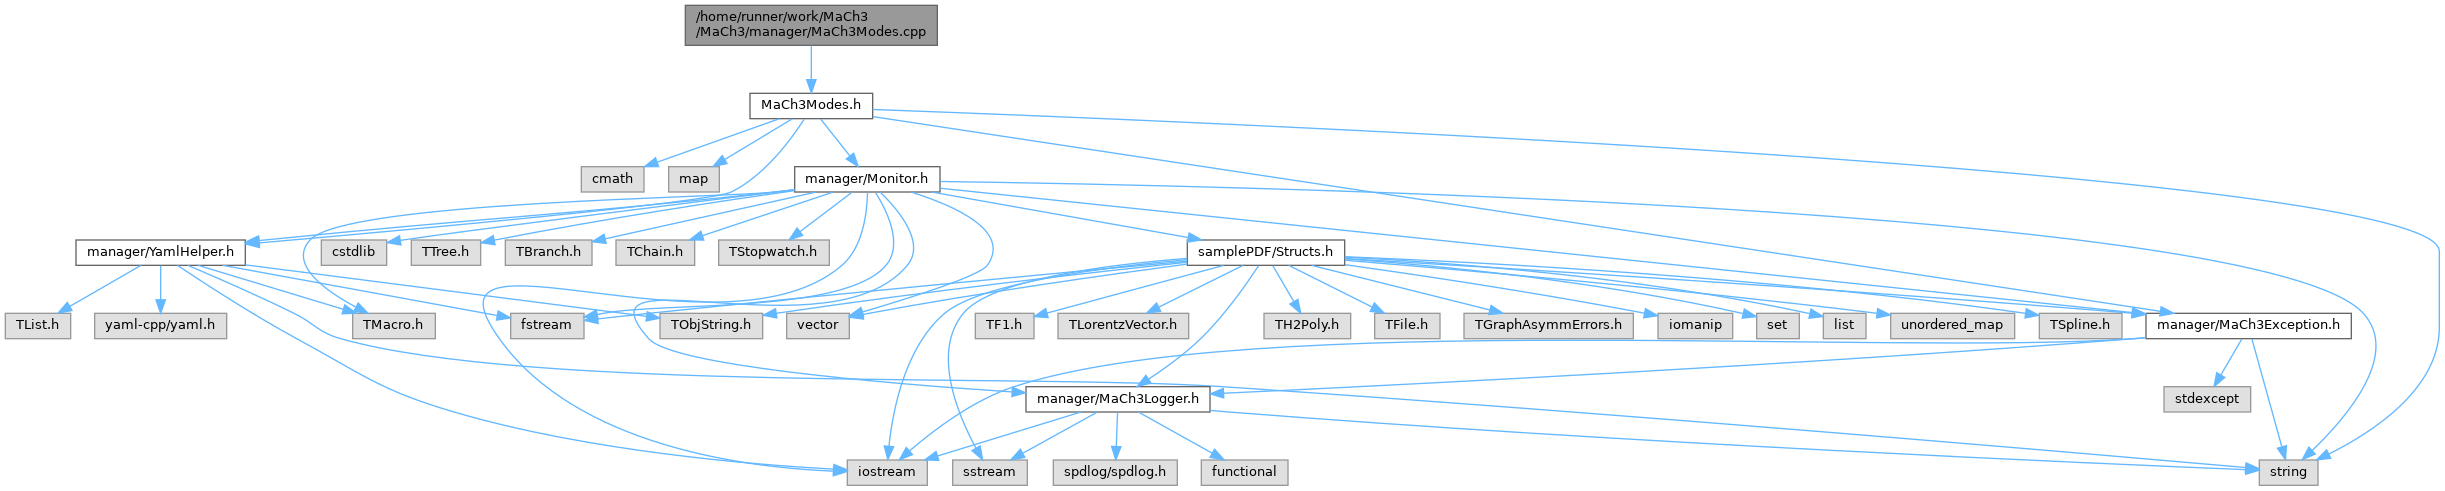 /home/runner/work/MaCh3
/MaCh3/manager/MaCh3Modes.cpp
MaCh3Modes.h
cmath
map
manager/Monitor.h
manager/YamlHelper.h
cstdlib
TTree.h
TBranch.h
TChain.h
TStopwatch.h
samplePDF/Structs.h
TList.h
yaml-cpp/yaml.h
TMacro.h
fstream
TObjString.h
vector
TF1.h
TLorentzVector.h
TH2Poly.h
TFile.h
TGraphAsymmErrors.h
iomanip
set
list
unordered_map
TSpline.h
manager/MaCh3Exception.h
manager/MaCh3Logger.h
stdexcept
iostream
sstream
spdlog/spdlog.h
functional
string